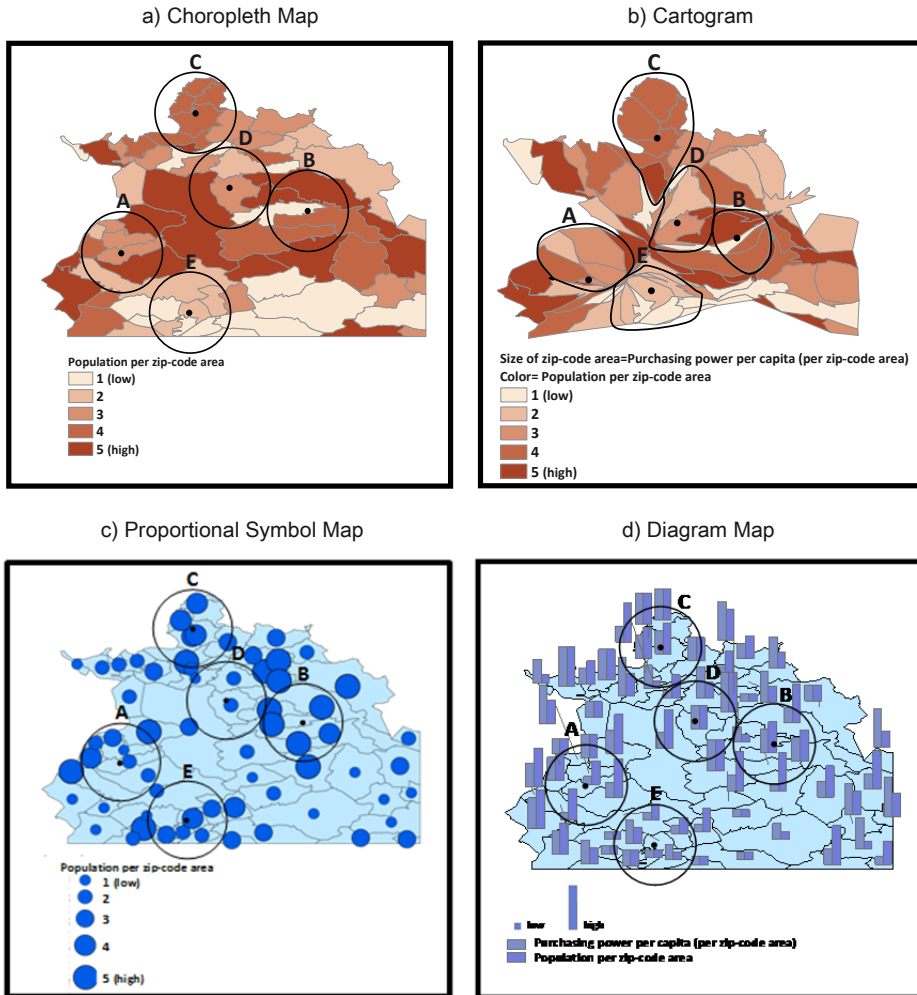 a) Choropleth Map
C
D
B
A
E
Population per zip-code area
1 (low)
2
3
4
5 (high)
b) Cartogram
C
D
B
A
E
Size of zip-code area=Purchasing power per capita (per zip-code area)
Color= Population per zip-code area
1 (low)
2
3
4
5 (high)
c) Proportional Symbol Map
C
D
B
A
E
Population per zip-code area
1 (low)
2
3
4
5 (high)
d) Diagram Map
C
D
B
A
E
low high
Purchasing power per capita (per zip-code area)
Population per zip-code area